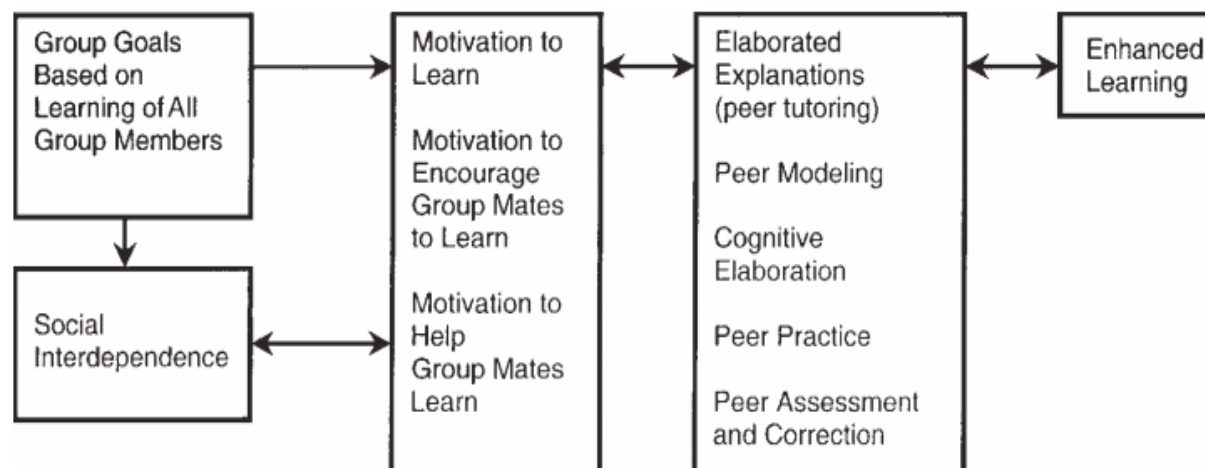 Group Goals
Based on
Learning of All
Group Members
Social
Interdependence
Motivation to
Learn
Motivation to
Encourage
Group Mates
to Learn
Motivation to
Help
Group Mates
Learn
Elaborated
Explanations
(peer tutoring)
Peer Modeling
Cognitive
Elaboration
Peer Practice
Peer Assessment
and Correction
Enhanced
Learning